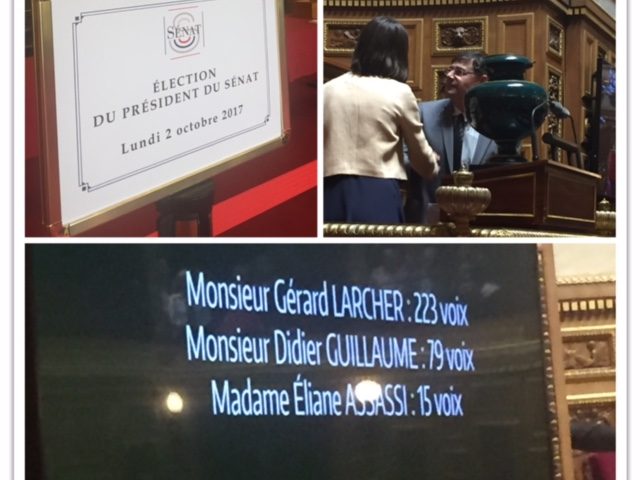 SÉNAT
ÉLECTION
DU PRÉSIDENT DU SÉNAT
Lundi 2 octobre 2017
Monsieur Gérard LARCHER : 223 voix
Monsieur Didier GUILLAUME : 79 voix
Madame Éliane ASSASSI : 15 voix